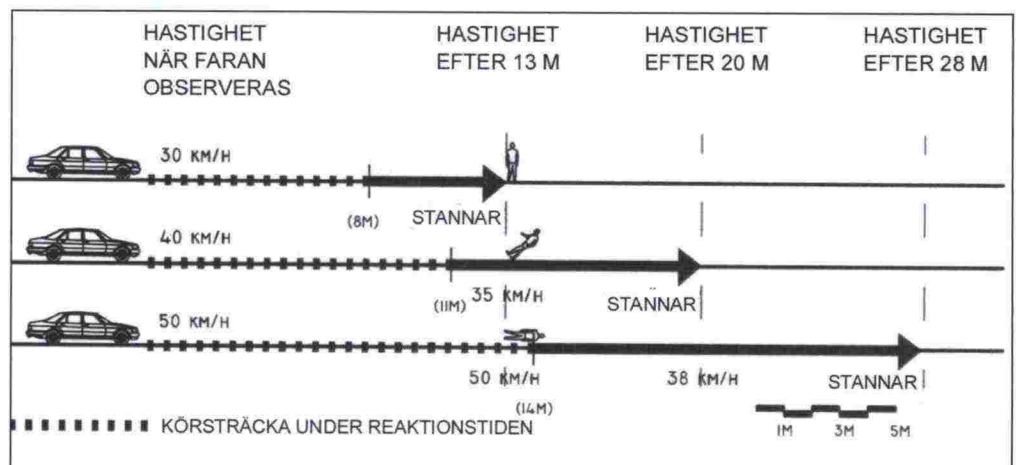 HASTIGHET
NÄR FARAN
OBSERVERAS
HASTIGHET
EFTER 13 M
HASTIGHET
EFTER 20 M
HASTIGHET
EFTER 28 M
30 KM/H
(8M)
STANNAR
40 KM/H
(11M)
35 KM/H
STANNAR
50 KM/H
50 KM/H
(14M)
38 KM/H
STANNAR
KÖRSTRÄCKA UNDER REAKTIONSTIDEN
1M
3M
5M